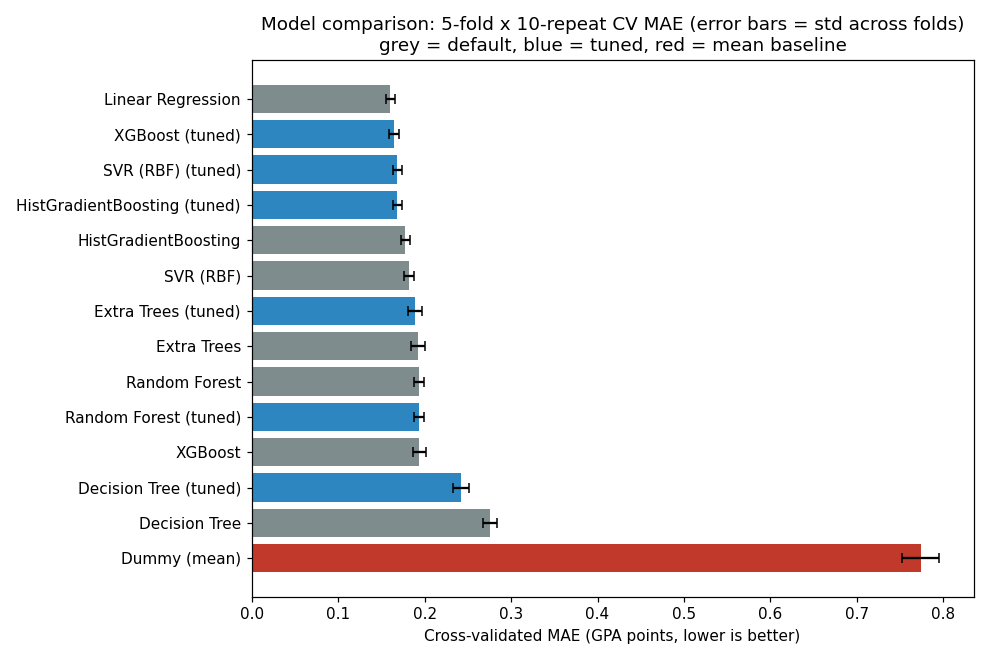 Model comparison: 5-fold x 10-repeat CV MAE (error bars = std across folds)
grey = default, blue = tuned, red = mean baseline
Linear Regression
XGBoost (tuned)
SVR (RBF) (tuned)
HistGradientBoosting (tuned)
HistGradientBoosting
SVR (RBF)
Extra Trees (tuned)
Extra Trees
Random Forest
Random Forest (tuned)
XGBoost
Decision Tree (tuned)
Decision Tree
Dummy (mean)
0.0 0.1 0.2 0.3 0.4 0.5 0.6 0.7 0.8
Cross-validated MAE (GPA points, lower is better)